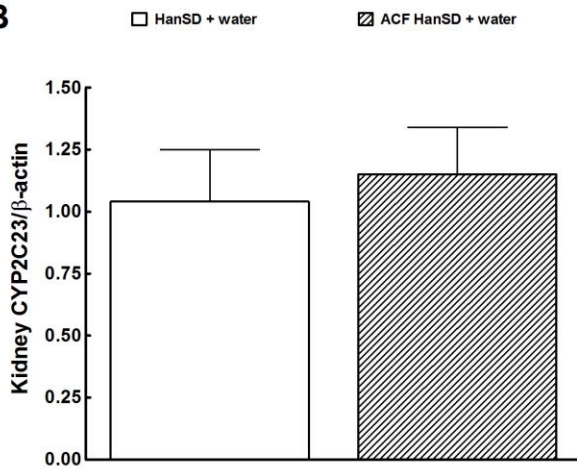 B
HanSD + water
ACF HanSD + water
Kidney CYP2C23/β-actin
1.50
1.25
1.00
0.75
0.50
0.25
0.00